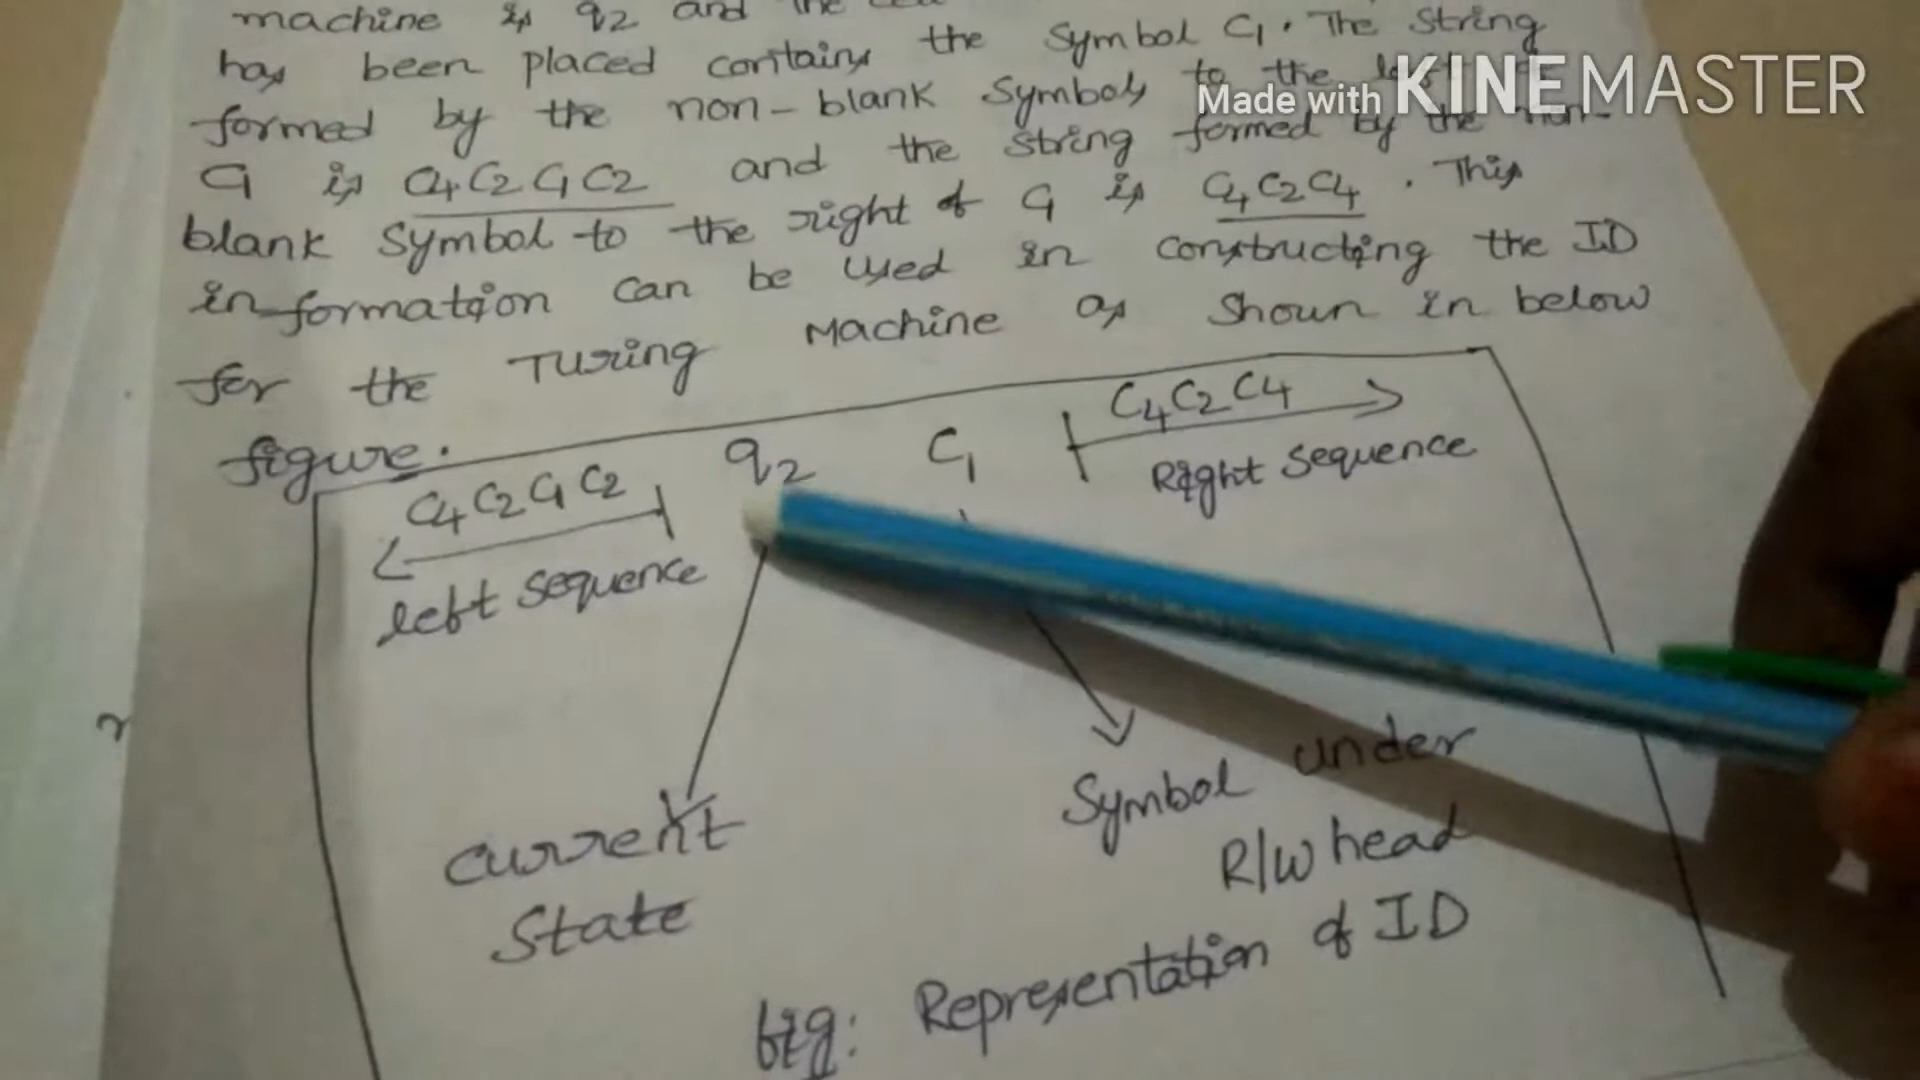 machine is q2 and the
has been placed contains the symbol C1. The string
formed by the non-blank symbols to the left of
C1 is C4C2C1C2 and the string formed by the non-
blank symbol to the right of C1 is C4C2C4. This
information can be used in constructing the ID
for the Turing Machine as shown in below
figure.
C4C2C1C2 q2 C1 C4C2C4
left sequence Right sequence
current
state
symbol under
R/W head
fig: Representation of ID
Made with KINEMASTER